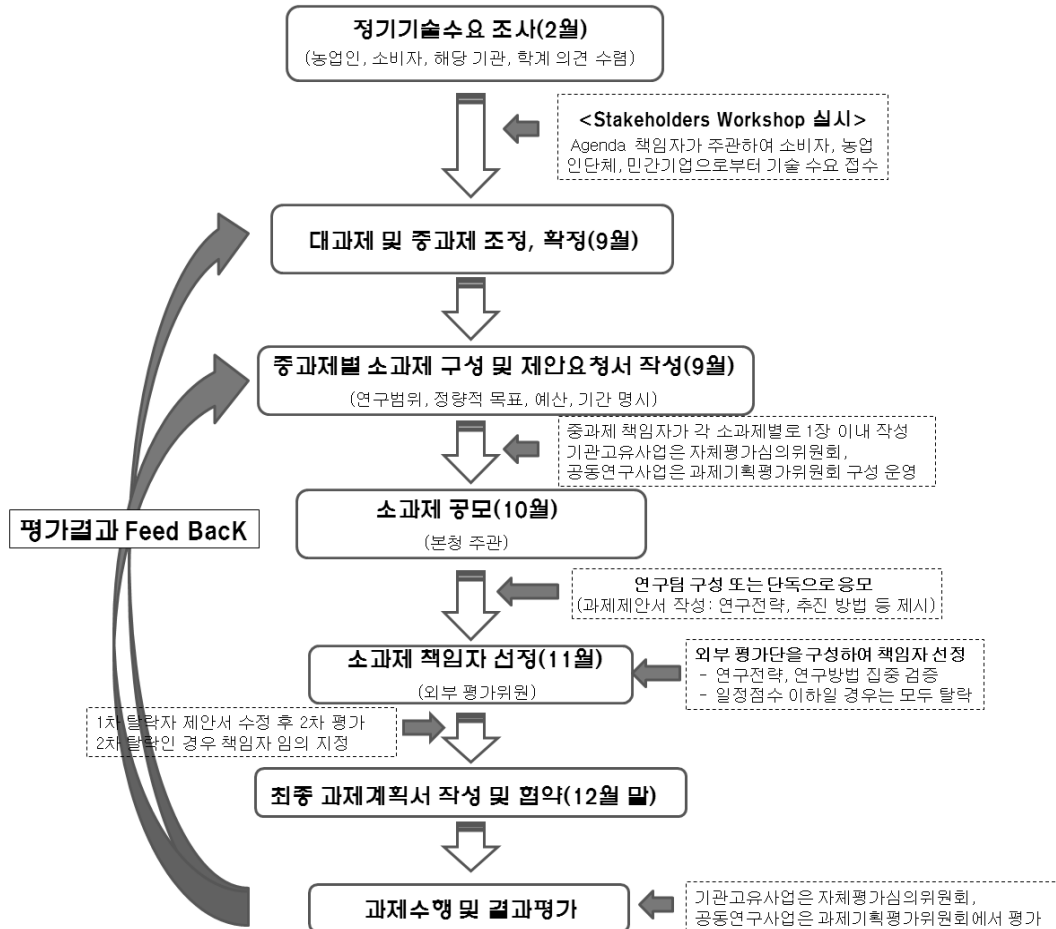 정기기술수요 조사(2월)
(농업인, 소비자, 해당 기관, 학계 의견 수렴)
<Stakeholders Workshop 실시>
Agenda 책임자가 주관하여 소비자, 농업
인단체, 민간기업으로부터 기술 수요 접수
대과제 및 중과제 조정, 확정(9월)
중과제별 소과제 구성 및 제안요청서 작성(9월)
(연구범위, 정량적 목표, 예산, 기간 명시)
중과제 책임자가 각 소과제별로 1장 이내 작성
기관고유사업은 자체평가심의위원회,
공동연구사업은 과제기획평가위원회 구성 운영
소과제 공모(10월)
(본청 주관)
평가결과 Feed BacK
연구팀 구성 또는 단독으로 응모
(과제제안서 작성: 연구전략, 추진 방법 등 제시)
소과제 책임자 선정(11월)
(외부 평가위원)
외부 평가단을 구성하여 책임자 선정
- 연구전략, 연구방법 집중 검증
- 일정점수 이하일 경우는 모두 탈락
1차 탈락자 제안서 수정 후 2차 평가
2차 탈락인 경우 책임자 임의 지정
최종 과제계획서 작성 및 협약(12월 말)
과제수행 및 결과평가
기관고유사업은 자체평가심의위원회,
공동연구사업은 과제기획평가위원회에서 평가